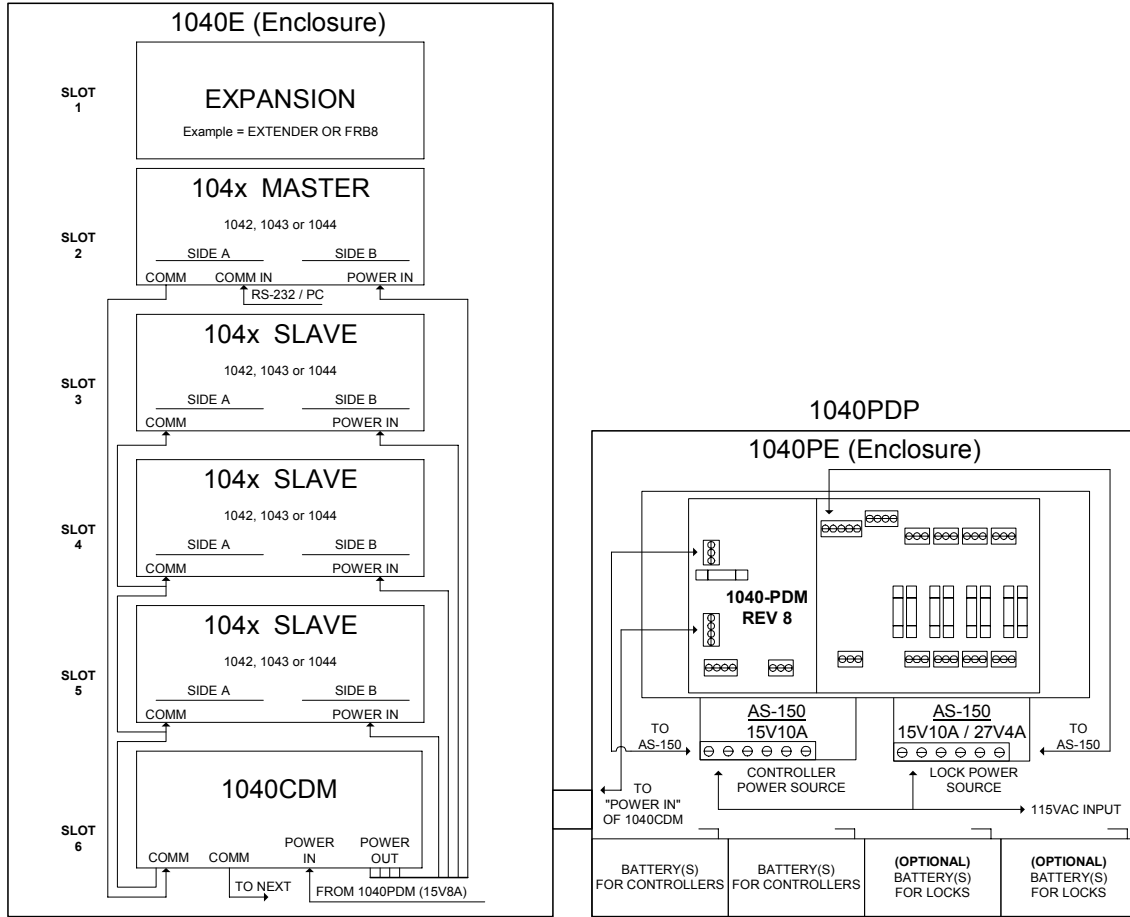 1040E (Enclosure)
SLOT
1
EXPANSION
Example = EXTENDER OR FRB8
SLOT
2
104x MASTER
1042, 1043 or 1044
SIDE A SIDE B
COMM COMM IN POWER IN
RS-232 / PC
SLOT
3
104x SLAVE
1042, 1043 or 1044
SIDE A SIDE B
COMM POWER IN
SLOT
4
104x SLAVE
1042, 1043 or 1044
SIDE A SIDE B
COMM POWER IN
SLOT
5
104x SLAVE
1042, 1043 or 1044
SIDE A SIDE B
COMM POWER IN
SLOT
6
1040CDM
COMM COMM POWER IN POWER OUT
TO NEXT
FROM 1040PDM (15V8A)
1040PDP
1040PE (Enclosure)
1040-PDM
REV 8
TO
AS-150
AS-150
15V10A
AS-150
15V10A / 27V4A
TO
AS-150
CONTROLLER
POWER SOURCE
LOCK POWER
SOURCE
TO
"POWER IN"
OF 1040CDM
115VAC INPUT
BATTERY(S)
FOR CONTROLLERS
BATTERY(S)
FOR CONTROLLERS
(OPTIONAL)
BATTERY(S)
FOR LOCKS
(OPTIONAL)
BATTERY(S)
FOR LOCKS